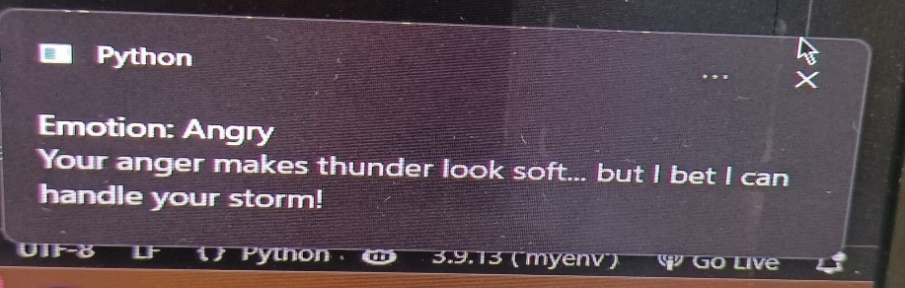 Python
...
Emotion: Angry
Your anger makes thunder look soft... but I bet I can
handle your storm!
UTF-8 LF {} Python 3.9.13 ('myenv') Go Live